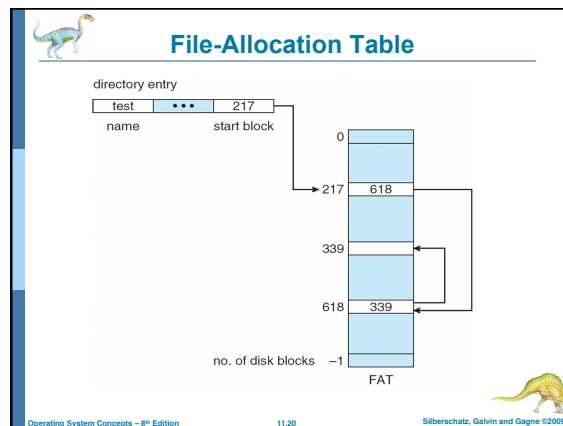 File-Allocation Table
directory entry
test ••• 217
name start block
0
217 618
339
618 339
no. of disk blocks –1
FAT
Operating System Concepts – 8th Edition 11.20 Silberschatz, Galvin and Gagne ©2009